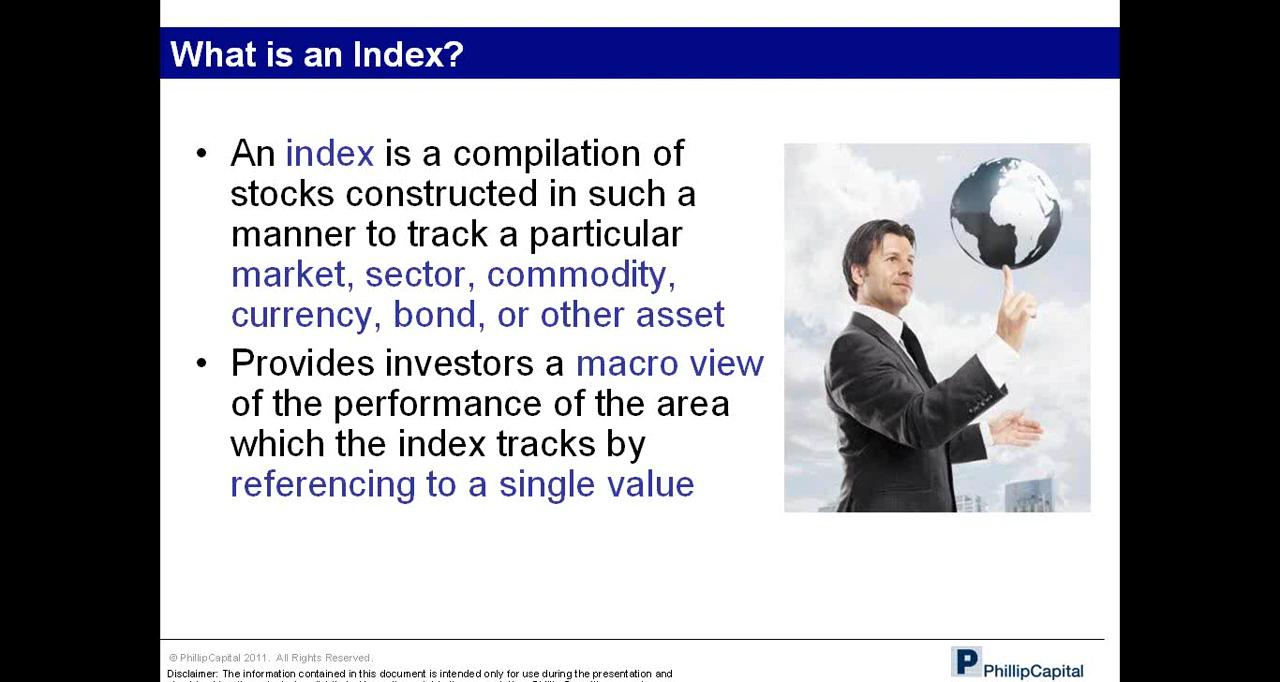 What is an Index?
• An index is a compilation of
stocks constructed in such a
manner to track a particular
market, sector, commodity,
currency, bond, or other asset
• Provides investors a macro view
of the performance of the area
which the index tracks by
referencing to a single value
© PhillipCapital 2011. All Rights Reserved.
Disclaimer: The information contained in this document is intended only for use during the presentation and
P PhillipCapital